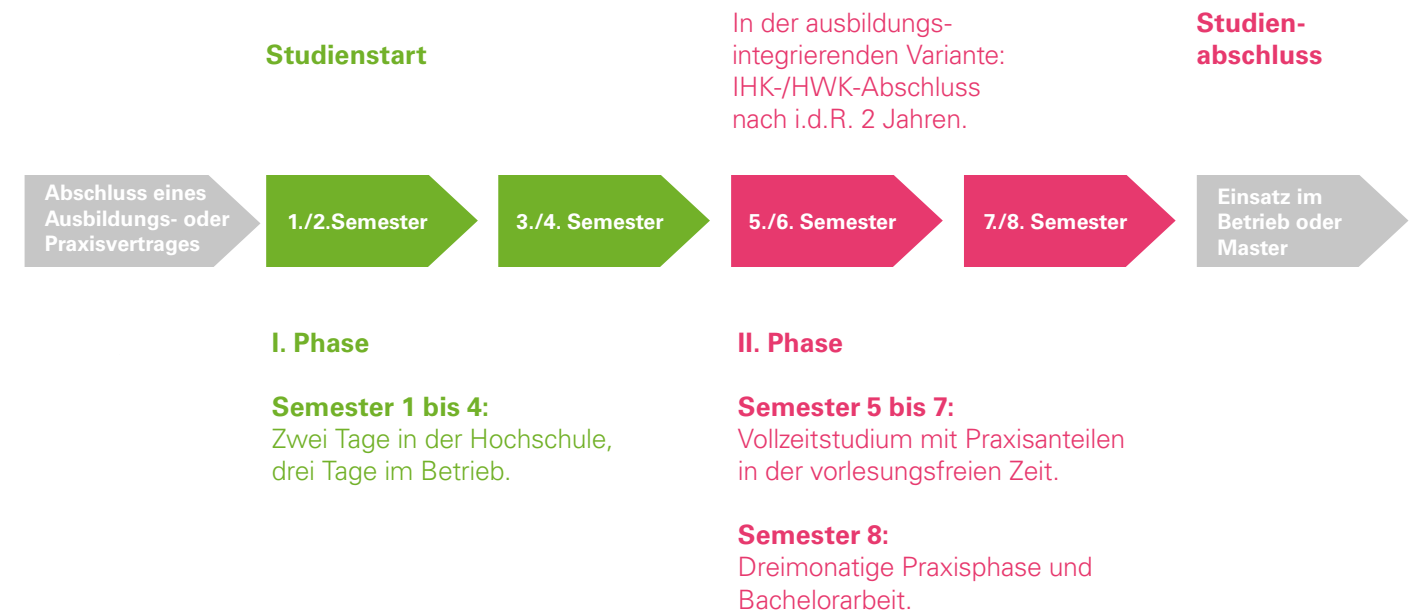 Studienstart
In der ausbildungs-
integrierenden Variante:
IHK-/HWK-Abschluss
nach i.d.R. 2 Jahren.
Studien-
abschluss
Abschluss eines
Ausbildungs- oder
Praxisvertrages
1./2.Semester
3./4. Semester
5./6. Semester
7./8. Semester
Einsatz im
Betrieb oder
Master
I. Phase
Semester 1 bis 4:
Zwei Tage in der Hochschule,
drei Tage im Betrieb.
II. Phase
Semester 5 bis 7:
Vollzeitstudium mit Praxisanteilen
in der vorlesungsfreien Zeit.
Semester 8:
Dreimonatige Praxisphase und
Bachelorarbeit.